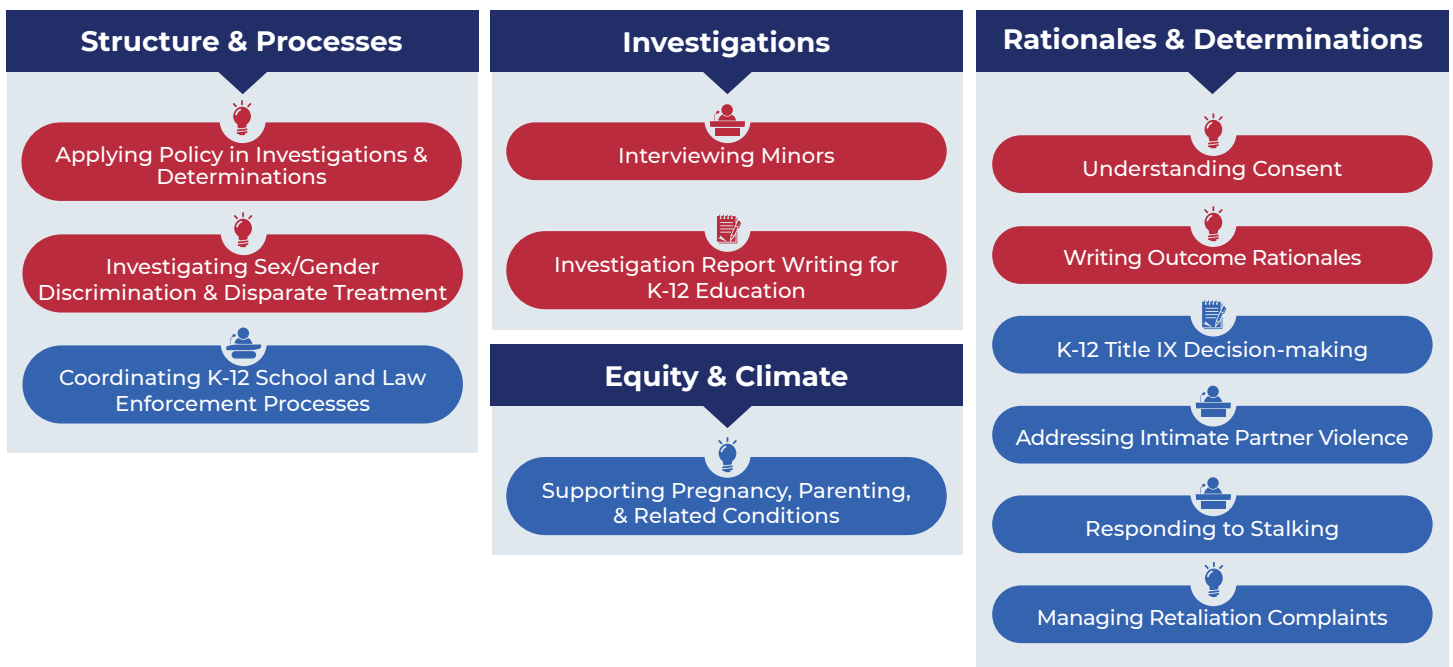 Structure & Processes
Applying Policy in Investigations &
Determinations
Investigating Sex/Gender
Discrimination & Disparate Treatment
Coordinating K-12 School and Law
Enforcement Processes
Investigations
Interviewing Minors
Investigation Report Writing for
K-12 Education
Equity & Climate
Supporting Pregnancy, Parenting,
& Related Conditions
Rationales & Determinations
Understanding Consent
Writing Outcome Rationales
K-12 Title IX Decision-making
Addressing Intimate Partner Violence
Responding to Stalking
Managing Retaliation Complaints